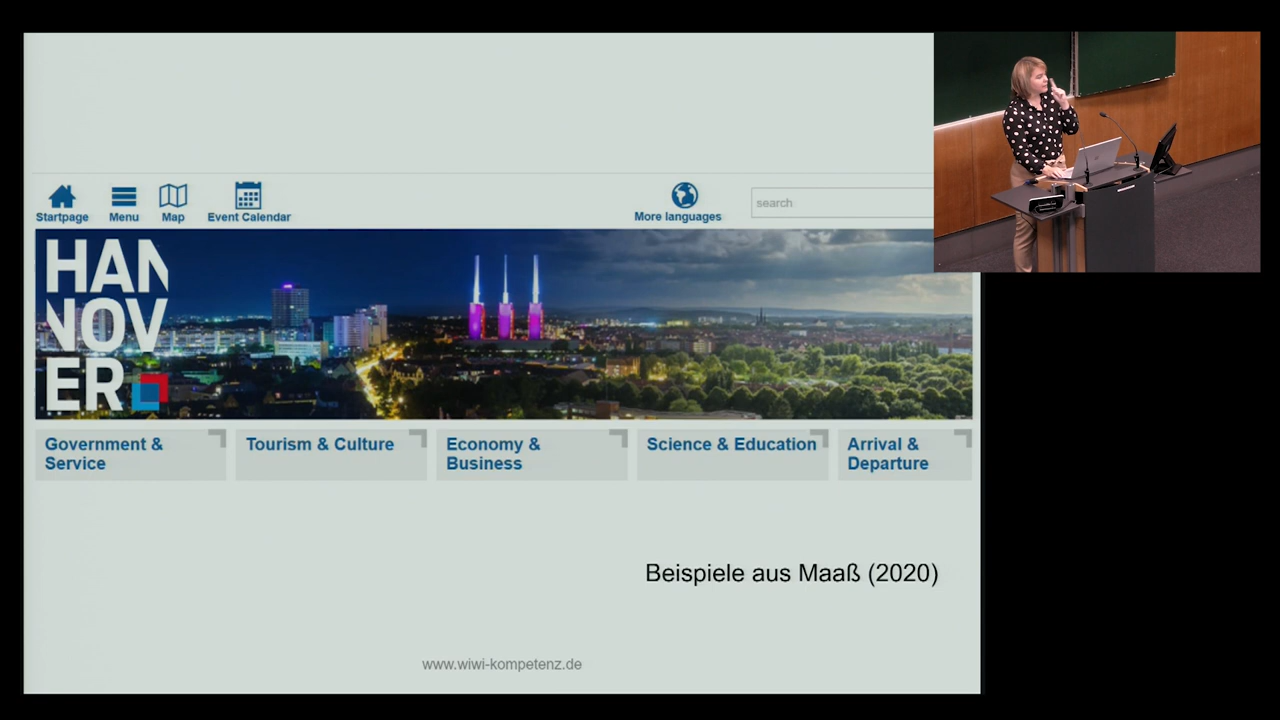 Startpage
Menu
Map
Event Calendar
More languages
search
HAN
NOV
ER
Government &
Service
Tourism & Culture
Economy &
Business
Science & Education
Arrival &
Departure
Beispiele aus Maaß (2020)
www.wiwi-kompetenz.de